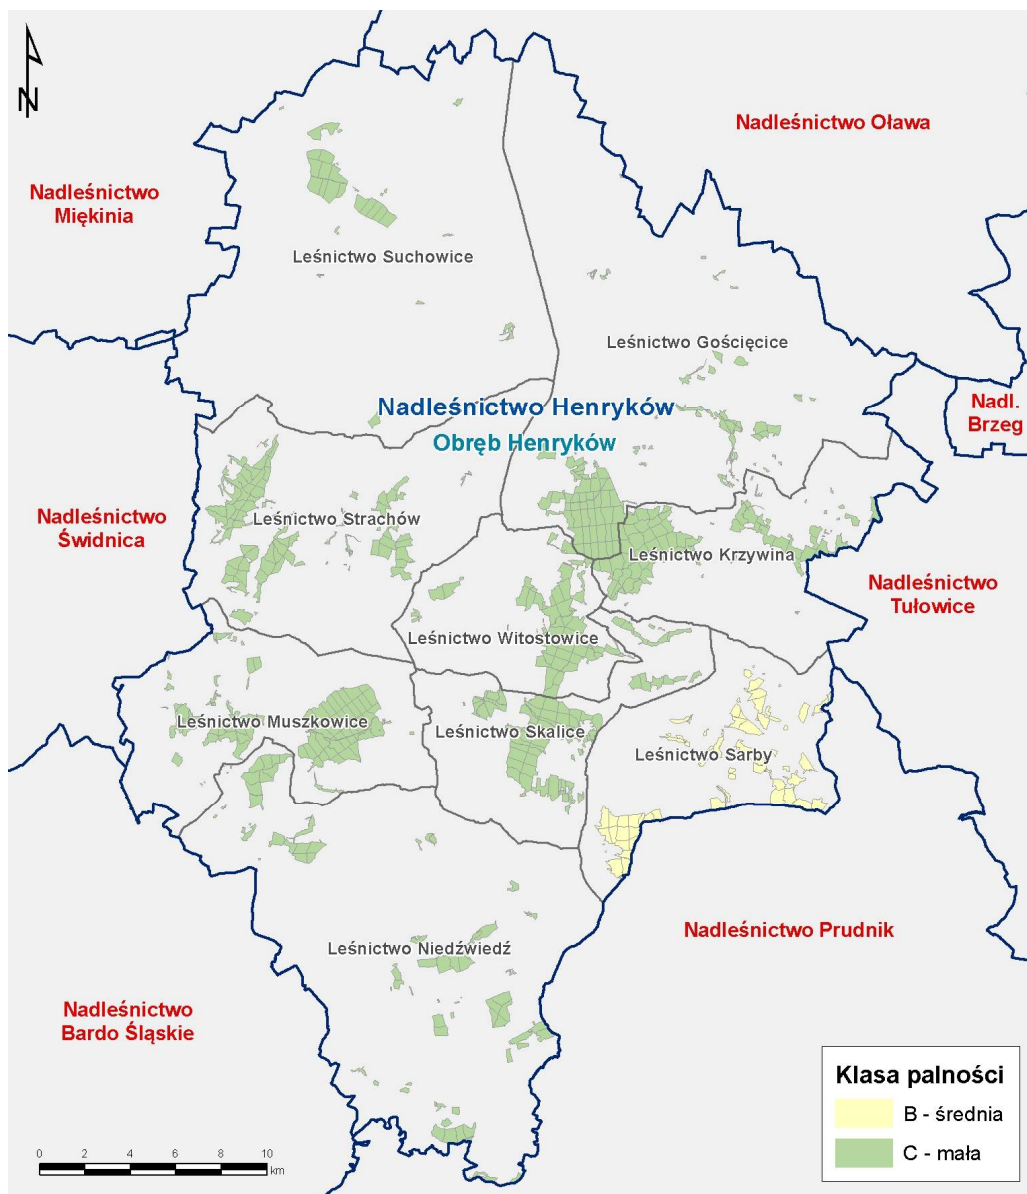 N
Nadleśnictwo Oława
Nadleśnictwo
Miękinia
Leśnictwo Suchowice
Leśnictwo Gościęcice
Nadleśnictwo Henryków
Obręb Henryków
Nadl.
Brzeg
Nadleśnictwo
Świdnica
Leśnictwo Strachów
Leśnictwo Krzywina
Nadleśnictwo
Tułowice
Leśnictwo Witostowice
Leśnictwo Muszkowice
Leśnictwo Skalice
Leśnictwo Sarby
Nadleśnictwo Prudnik
Leśnictwo Niedźwiedź
Nadleśnictwo
Bardo Śląskie
Klasa palności
B - średnia
C - mała
0 2 4 6 8 10
km